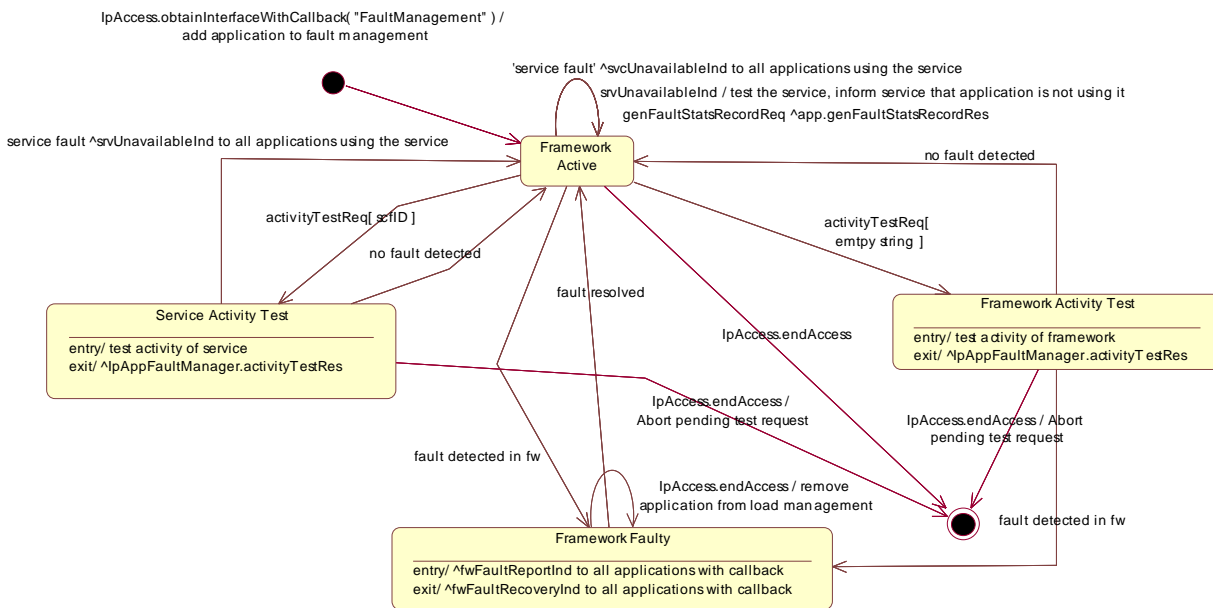 IpAccess.obtainInterfaceWithCallback( "FaultManagement" ) /
add application to fault management
'service fault' ^svcUnavailableInd to all applications using the service
srvUnavailableInd / test the service, inform service that application is not using it
genFaultStatsRecordReq ^app.genFaultStatsRecordRes
service fault ^srvUnavailableInd to all applications using the service
Framework
Active
no fault detected
activityTestReq[ scfID ]
activityTestReq[
emtpy string ]
no fault detected
fault resolved
Service Activity Test
entry/ test activity of service
exit/ ^IpAppFaultManager.activityTestRes
Framework Activity Test
entry/ test activity of framework
exit/ ^IpAppFaultManager.activityTestRes
IpAccess.endAccess
IpAccess.endAccess /
Abort pending test request
IpAccess.endAccess / Abort
pending test request
fault detected in fw
IpAccess.endAccess / remove
application from load management
fault detected in fw
Framework Faulty
entry/ ^fwFaultReportInd to all applications with callback
exit/ ^fwFaultRecoveryInd to all applications with callback